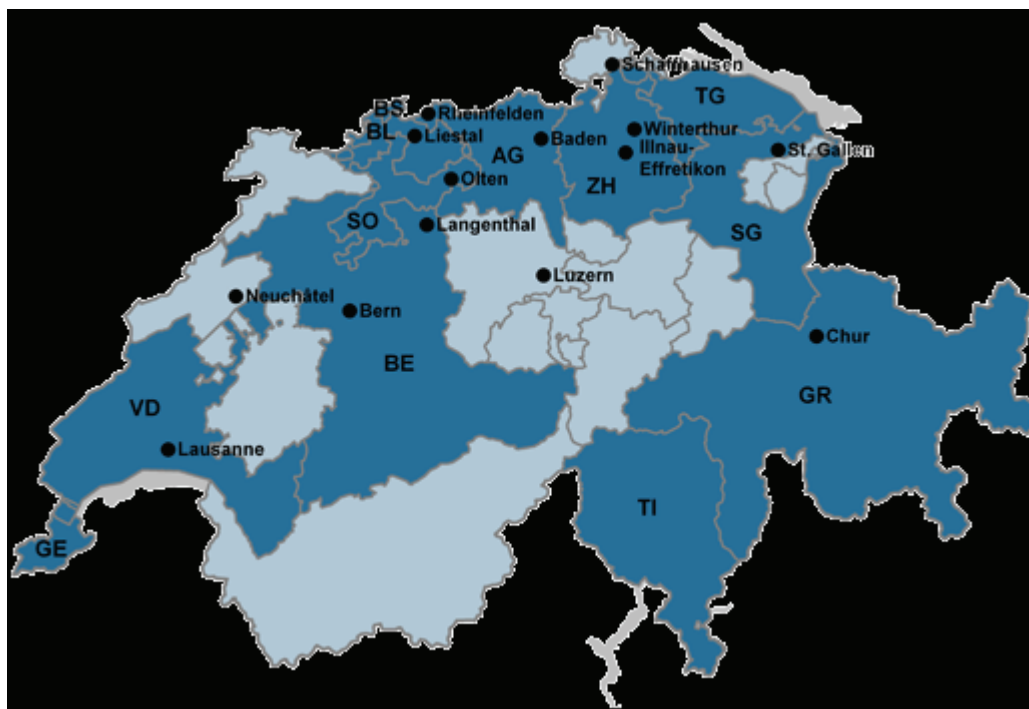 Schaffhausen
TG
BS
Rheinfelden
BL
Liestal
Baden
Winterthur
AG
Illnau-
Effretikon
St. Gallen
Olten
ZH
SO
Langenthal
SG
Luzern
Neuchâtel
Bern
Chur
BE
GR
VD
Lausanne
TI
GE